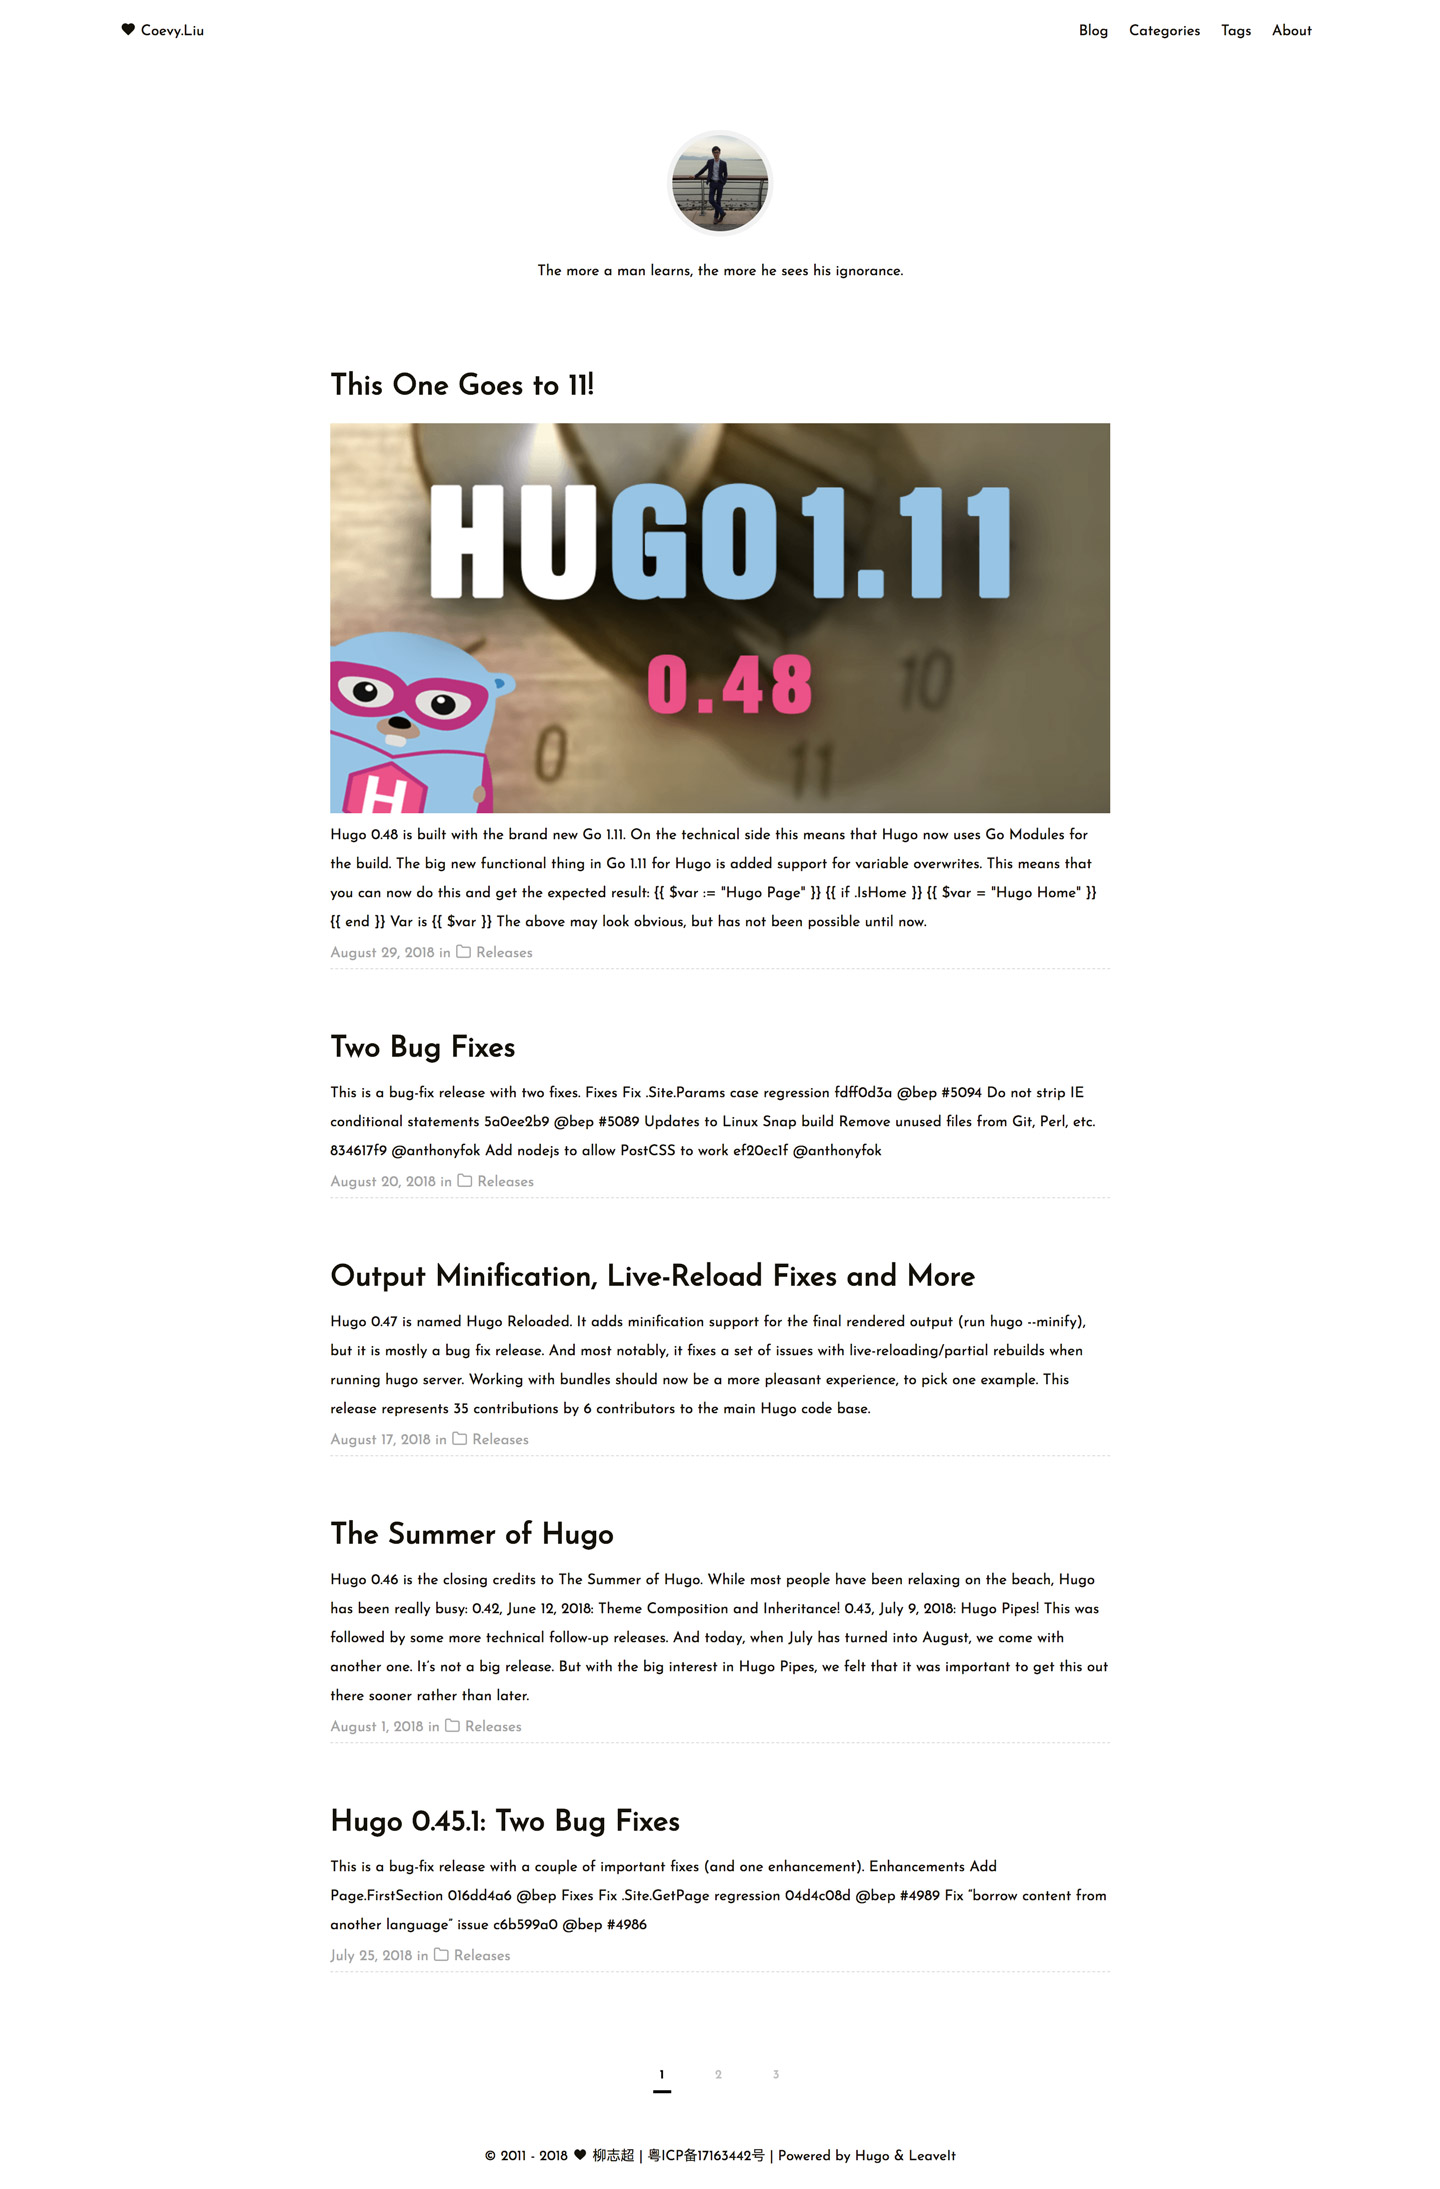 Coevy.Liu
Blog Categories Tags About
The more a man learns, the more he sees his ignorance.
This One Goes to 11!
HUGO1.11
0.48
10
0
11
H
Hugo 0.48 is built with the brand new Go 1.11. On the technical side this means that Hugo now uses Go Modules for
the build. The big new functional thing in Go 1.11 for Hugo is added support for variable overwrites. This means that
you can now do this and get the expected result: {{ $var := "Hugo Page" }} {{ if .IsHome }} {{ $var = "Hugo Home" }}
{{ end }} Var is {{ $var }} The above may look obvious, but has not been possible until now.
August 29, 2018 in Releases
Two Bug Fixes
This is a bug-fix release with two fixes. Fixes Fix .Site.Params case regression fdff0d3a @bep #5094 Do not strip IE
conditional statements 5a0ee2b9 @bep #5089 Updates to Linux Snap build Remove unused files from Git, Perl, etc.
834617f9 @anthonyfok Add nodejs to allow PostCSS to work ef20ec1f @anthonyfok
August 20, 2018 in Releases
Output Minification, Live-Reload Fixes and More
Hugo 0.47 is named Hugo Reloaded. It adds minification support for the final rendered output (run hugo --minify),
but it is mostly a bug fix release. And most notably, it fixes a set of issues with live-reloading/partial rebuilds when
running hugo server. Working with bundles should now be a more pleasant experience, to pick one example. This
release represents 35 contributions by 6 contributors to the main Hugo code base.
August 17, 2018 in Releases
The Summer of Hugo
Hugo 0.46 is the closing credits to The Summer of Hugo. While most people have been relaxing on the beach, Hugo
has been really busy: 0.42, June 12, 2018: Theme Composition and Inheritance! 0.43, July 9, 2018: Hugo Pipes! This was
followed by some more technical follow-up releases. And today, when July has turned into August, we come with
another one. It’s not a big release. But with the big interest in Hugo Pipes, we felt that it was important to get this out
there sooner rather than later.
August 1, 2018 in Releases
Hugo 0.45.1: Two Bug Fixes
This is a bug-fix release with a couple of important fixes (and one enhancement). Enhancements Add
Page.FirstSection 016dd4a6 @bep Fixes Fix .Site.GetPage regression 04d4c08d @bep #4989 Fix “borrow content from
another language” issue c6b599a0 @bep #4986
July 25, 2018 in Releases
1 2 3
© 2011 - 2018 ♥ 柳志超 | 粤ICP备17163442号 | Powered by Hugo & LeaveIt